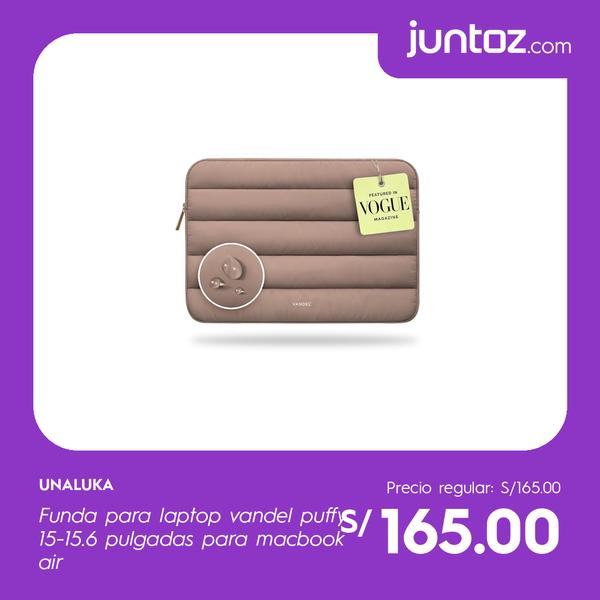 juntoz.com
FEATURED IN
VOGUE
MAGAZINE
VANDEL
UNALUKA
Funda para laptop vandel puffy
15-15.6 pulgadas para macbook
air
Precio regular: S/165.00
S/ 165.00